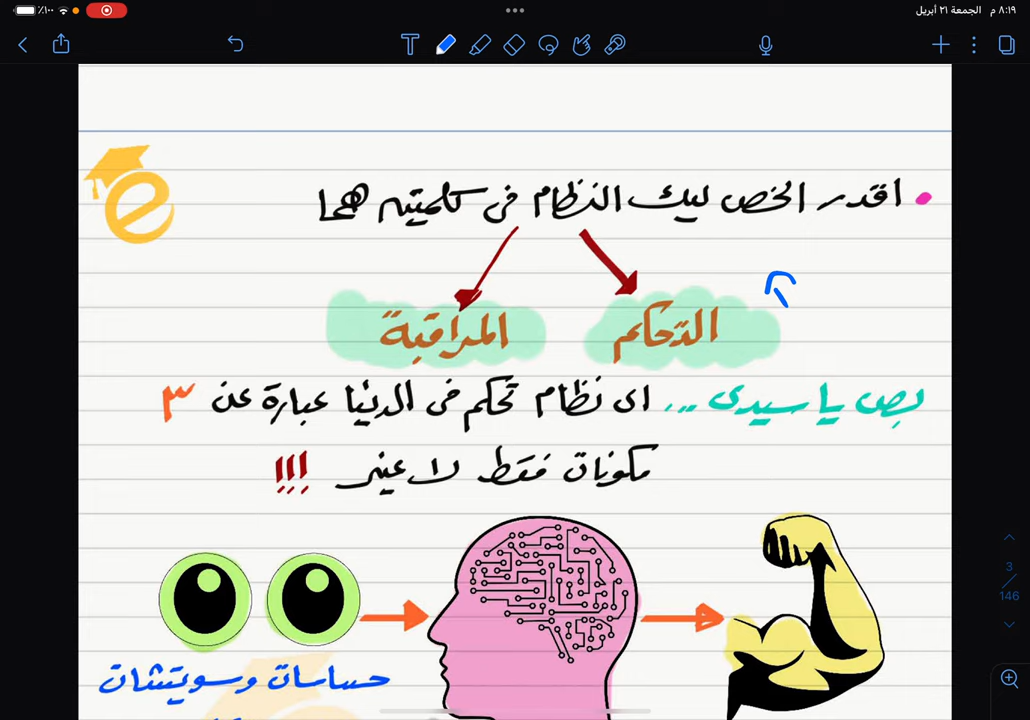 ٨:١٩ م الجمعة ٢١ أبريل
٪١٠٠
اقدر الخص ليك النظام فى كلمتين هما
التحكم المراقبة
بص يا سيدى ... اى نظام تحكم فى الدنيا عبارة عن ٣
مكونات فقط لا غير !!!
حساسات وسويتشات
3
146